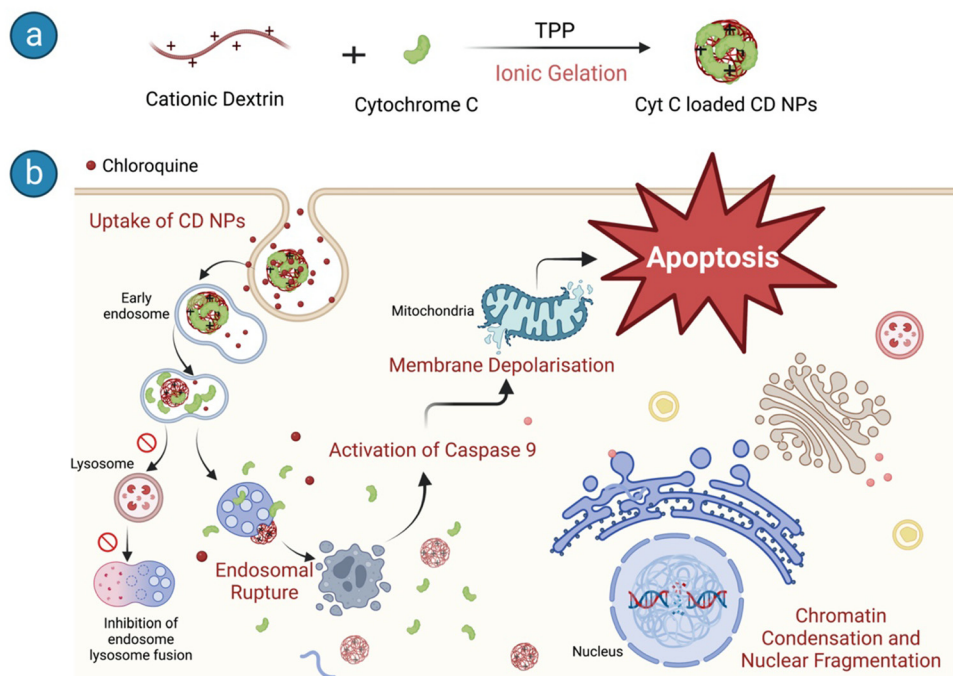 a
TPP
Ionic Gelation
Cationic Dextrin
Cytochrome C
Cyt C loaded CD NPs
b
Chloroquine
Uptake of CD NPs
Early
endosome
Mitochondria
Apoptosis
Membrane Depolarisation
Activation of Caspase 9
Lysosome
Endosomal
Rupture
Inhibition of
endosome
lysosome fusion
Nucleus
Chromatin
Condensation and
Nuclear Fragmentation